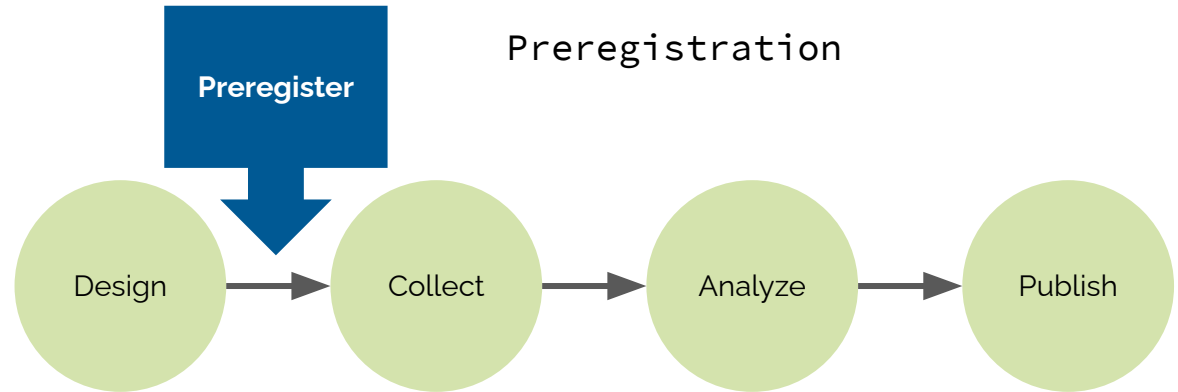 Preregistration
Preregister
Design
Collect
Analyze
Publish